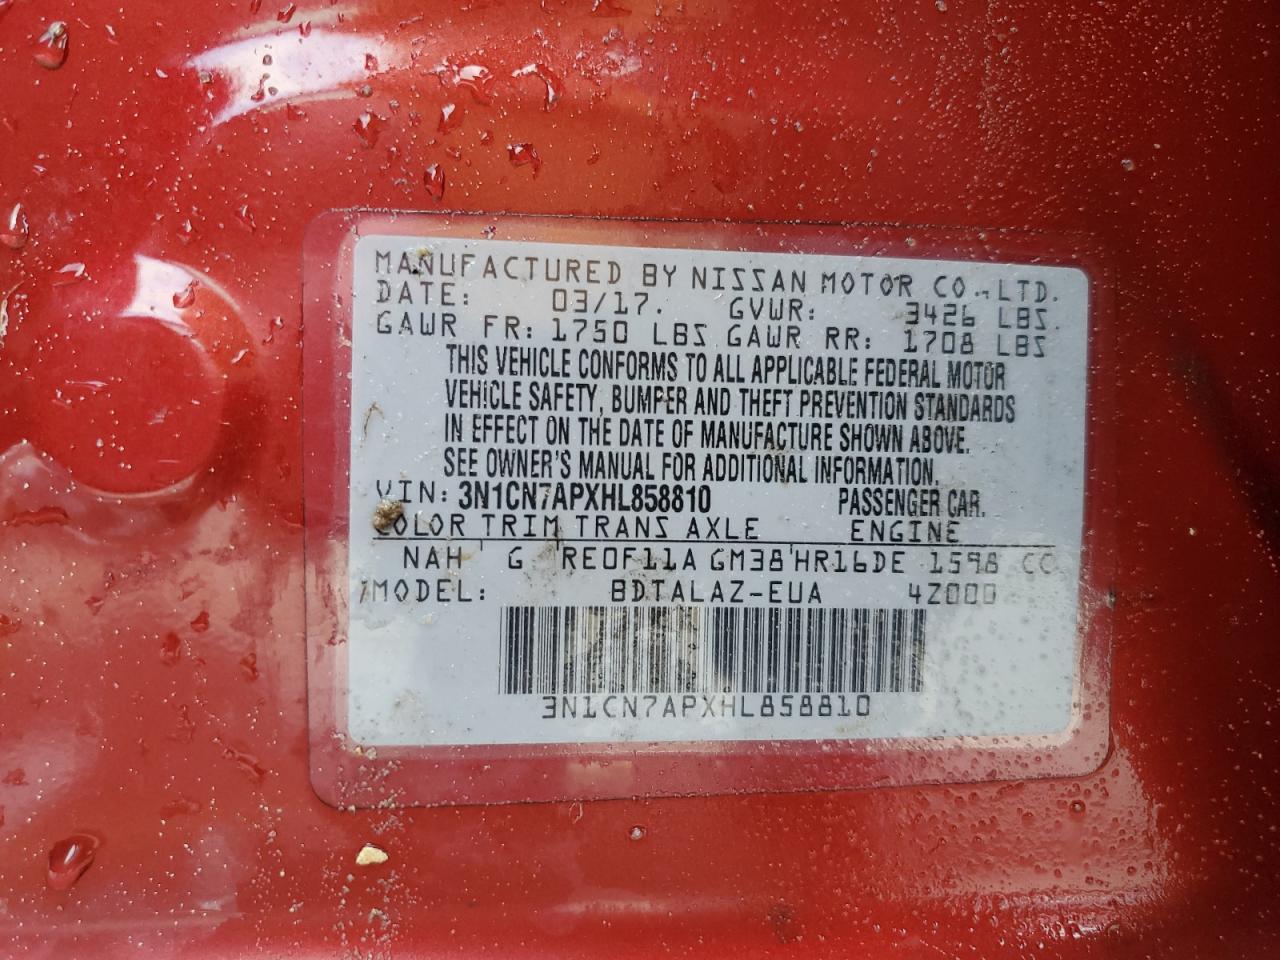 MANUFACTURED BY NISSAN MOTOR CO.,LTD.
DATE: 03/17. GVWR: 3426 LBS.
GAWR FR: 1750 LBS GAWR RR: 1708 LBS
THIS VEHICLE CONFORMS TO ALL APPLICABLE FEDERAL MOTOR
VEHICLE SAFETY, BUMPER AND THEFT PREVENTION STANDARDS
IN EFFECT ON THE DATE OF MANUFACTURE SHOWN ABOVE.
SEE OWNER'S MANUAL FOR ADDITIONAL INFORMATION.
VIN: 3N1CN7APXHL858810 PASSENGER CAR.
COLOR TRIM TRANS AXLE ENGINE
NAH G RE0F11A GM38 HR16DE 1598 CC
MODEL: BDTALAZ-EUA 4Z000
3N1CN7APXHL858810